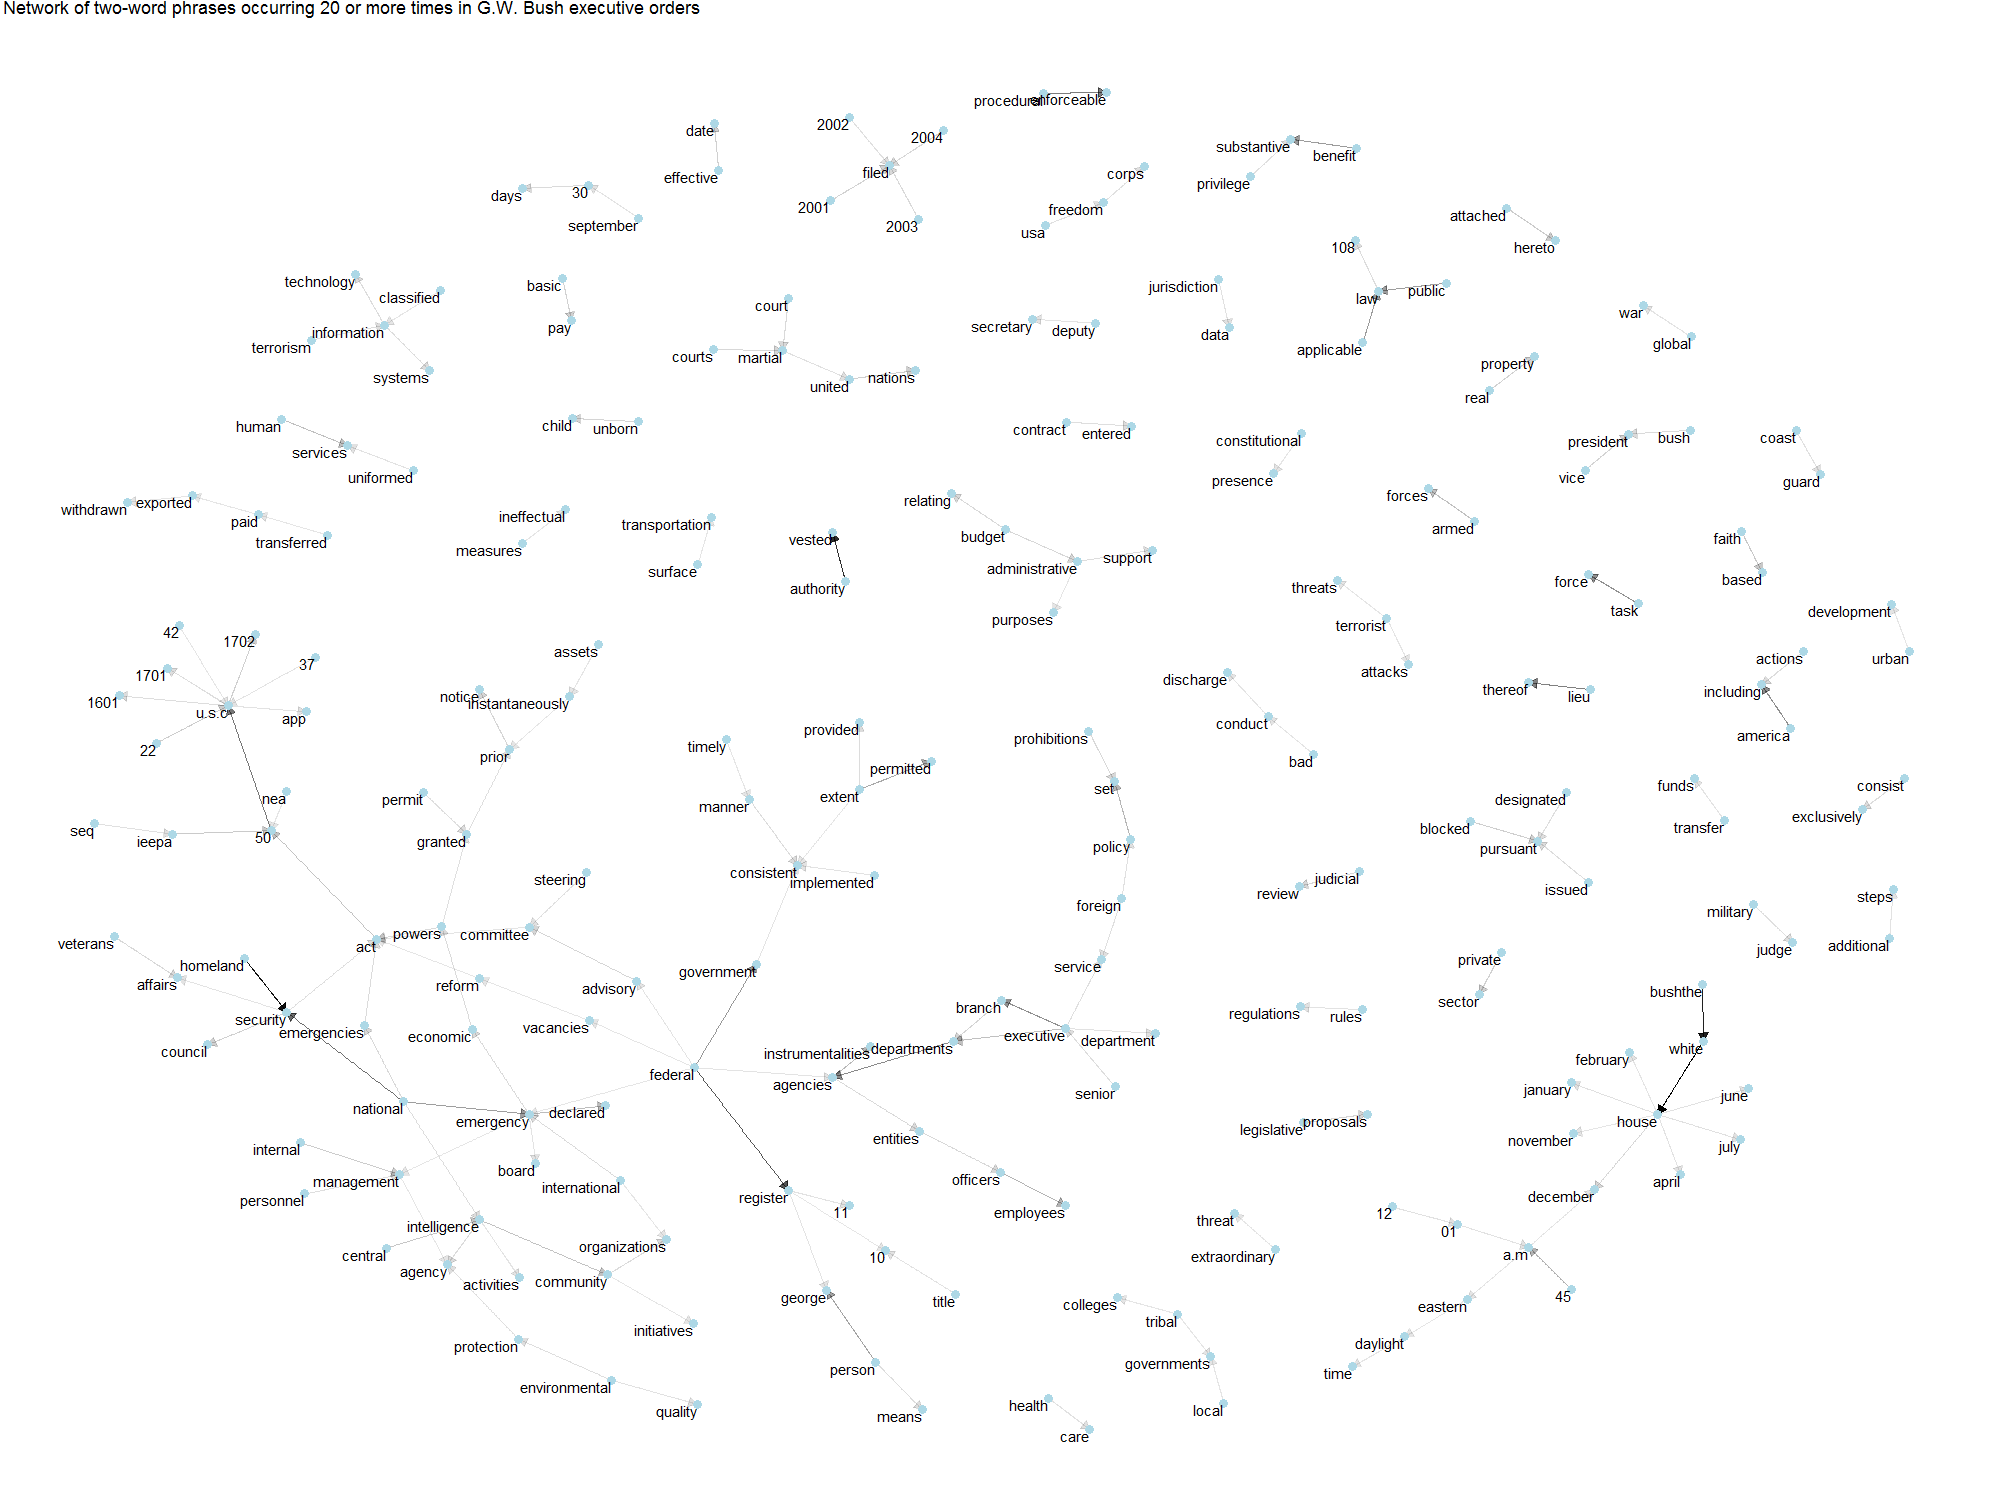 Network of two-word phrases occurring 20 or more times in G.W. Bush executive orders
procedural
enforceable
2002
date
2004
substantive
benefit
filed
corps
effective
privilege
days
30
2001
freedom
attached
september
2003
usa
108
hereto
technology
classified
basic
jurisdiction
law
public
court
information
pay
secretary
deputy
data
war
terrorism
courts
martial
applicable
global
systems
united
nations
property
real
human
child
unborn
contract
entered
constitutional
president
bush
coast
services
uniformed
presence
vice
guard
withdrawn
exported
relating
forces
paid
ineffectual
transportation
armed
transferred
measures
vested
budget
support
faith
surface
administrative
authority
threats
force
based
purposes
task
development
42
1702
terrorist
37
assets
actions
urban
1701
attacks
1601
notice
instantaneously
discharge
thereof
lieu
including
u.s.c
app
22
timely
provided
prohibitions
conduct
america
prior
permitted
bad
nea
permit
manner
extent
set
designated
funds
consist
seq
ieepa
50
granted
policy
blocked
transfer
exclusively
pursuant
consistent
implemented
steering
review
judicial
issued
steps
foreign
military
veterans
act
powers
committee
additional
homeland
government
service
private
judge
affairs
reform
advisory
sector
bushthe
security
emergencies
economic
vacancies
branch
regulations
rules
council
instrumentalities
departments
executive
department
february
white
federal
agencies
senior
january
june
national
emergency
declared
entities
legislative
proposals
november
house
july
internal
board
management
international
officers
december
april
personnel
register
11
employees
12
intelligence
threat
01
central
organizations
10
extraordinary
a.m
agency
activities
community
george
title
colleges
45
initiatives
tribal
eastern
protection
daylight
environmental
person
governments
time
quality
means
health
local
care